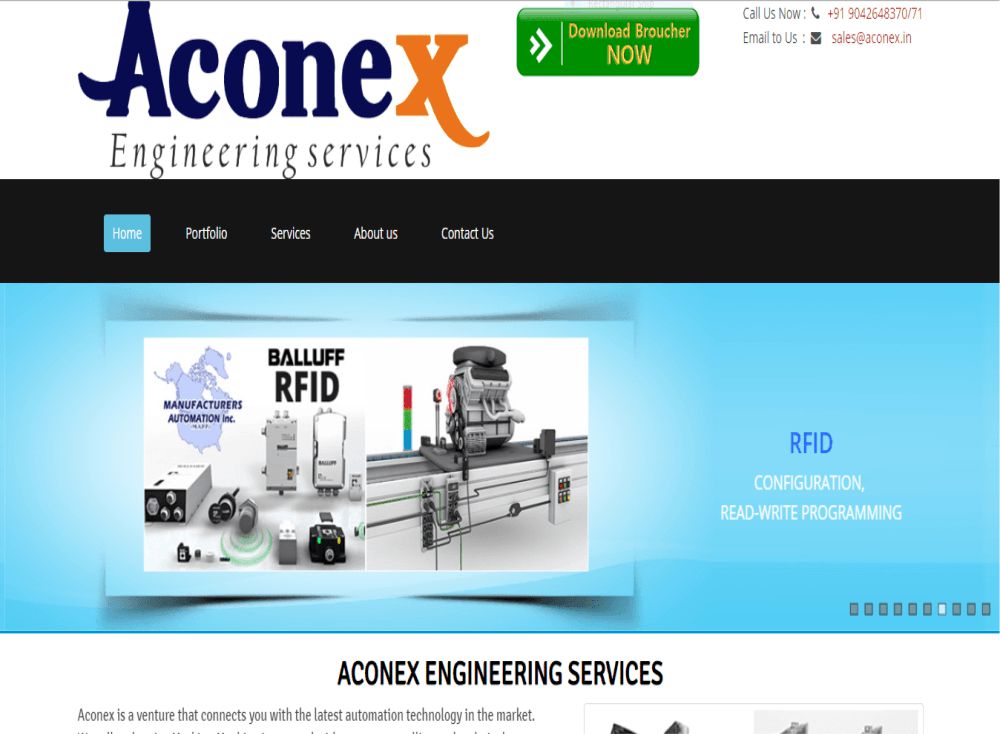 Aconex
Engineering services
Download Broucher
NOW
Call Us Now : +91 9042648370/71
Email to Us : sales@aconex.in
Home Portfolio Services About us Contact Us
BALLUFF
RFID
MANUFACTURERS
AUTOMATION Inc.
BALLUFF
RFID
CONFIGURATION,
READ-WRITE PROGRAMMING
ACONEX ENGINEERING SERVICES
Aconex is a venture that connects you with the latest automation technology in the market.